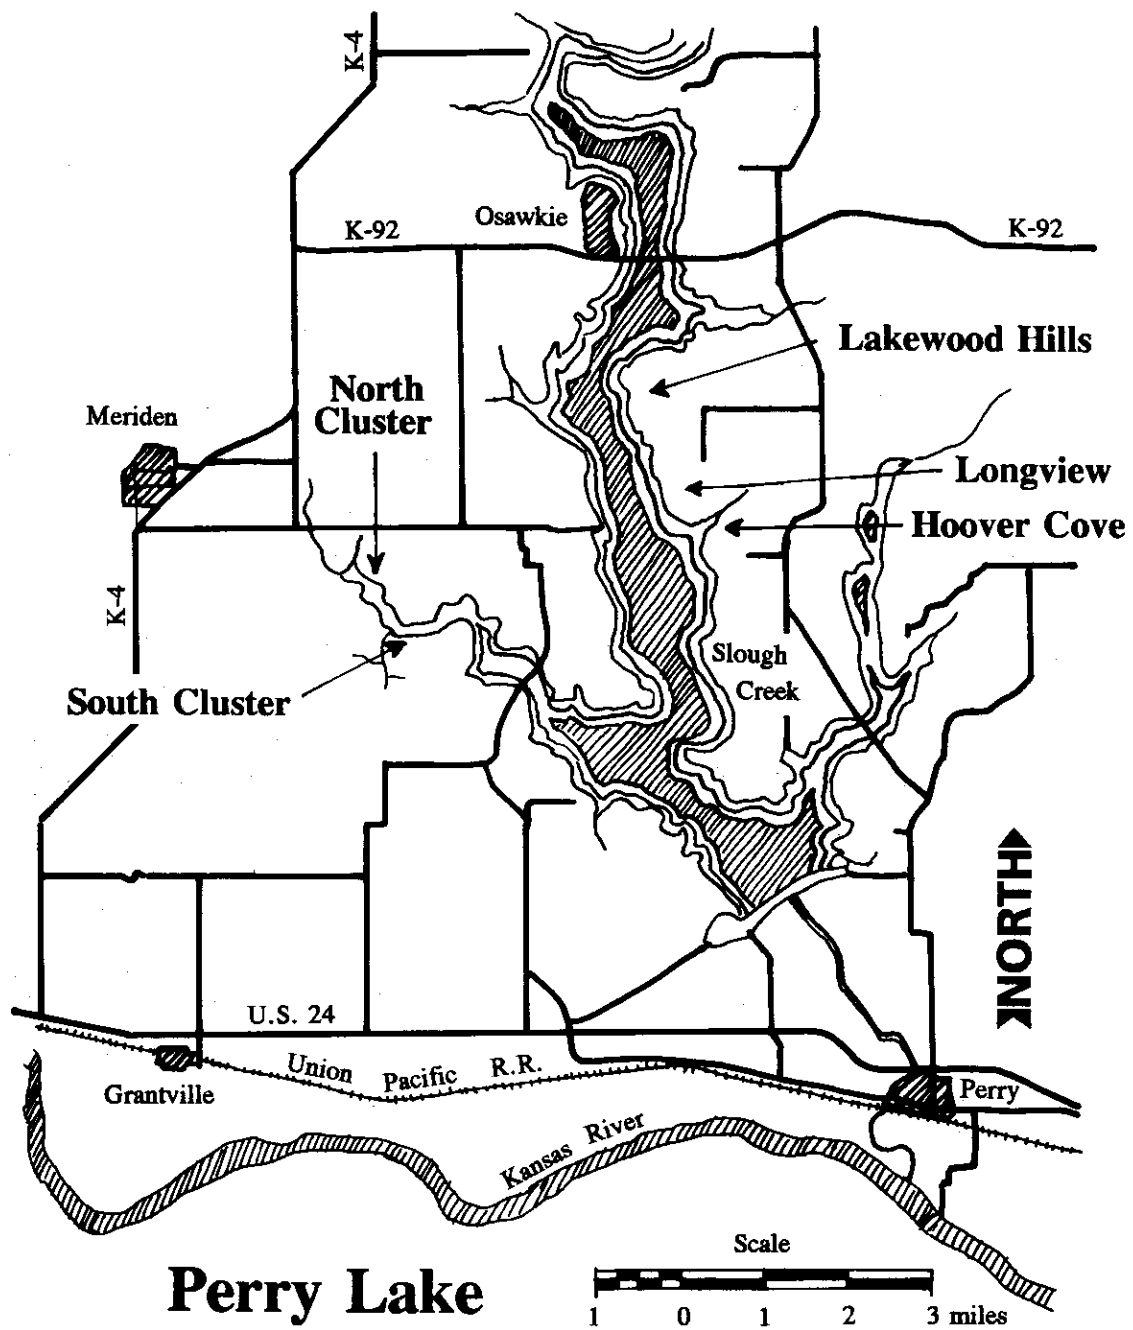 K-4
Osawkie
K-92
K-92
Lakewood Hills
North
Cluster
Meriden
Longview
Hoover Cove
K-4
Slough
Creek
South Cluster
NORTH
U.S. 24
Union Pacific R.R.
Grantville
Perry
Kansas River
Scale
Perry Lake
1 0 1 2 3 miles